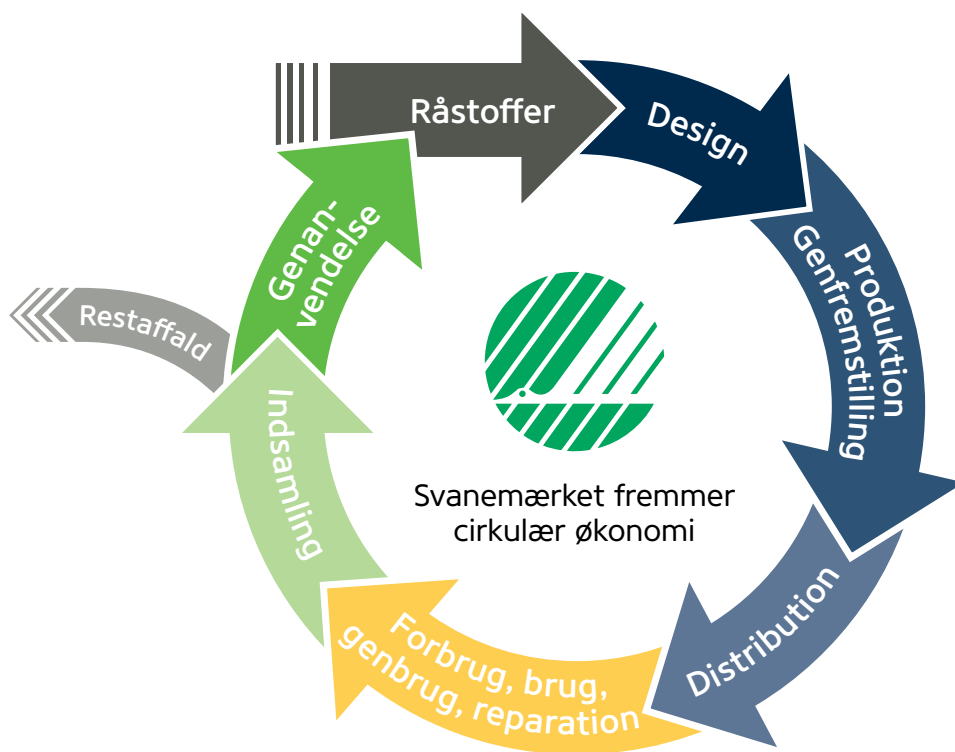 Råstoffer
Design
Produktion
Genfremstilling
Distribution
Forbrug, brug,
genbrug, reparation
Indsamling
Restaffald
Genan-
vendelse
Svanemærket fremmer
cirkulær økonomi